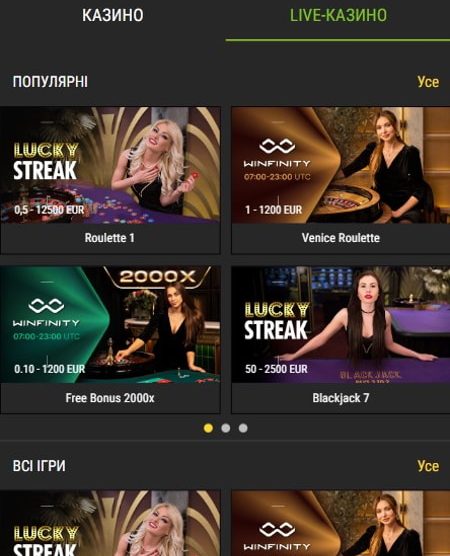 КАЗИНО
LIVE-КАЗИНО
ПОПУЛЯРНІ
Усе
LUCKY
STREAK
0,5 - 12500 EUR
Roulette 1
WINFINITY
07:00-23:00 UTC
1 - 1200 EUR
Venice Roulette
2000X
WINFINITY
07:00-23:00 UTC
0.10 - 1200 EUR
Free Bonus 2000x
LUCKY
STREAK
50 - 2500 EUR
BLACK JACK
Blackjack 7
ВСІ ІГРИ
Усе
LUCKY
STREAK
WINFINITY